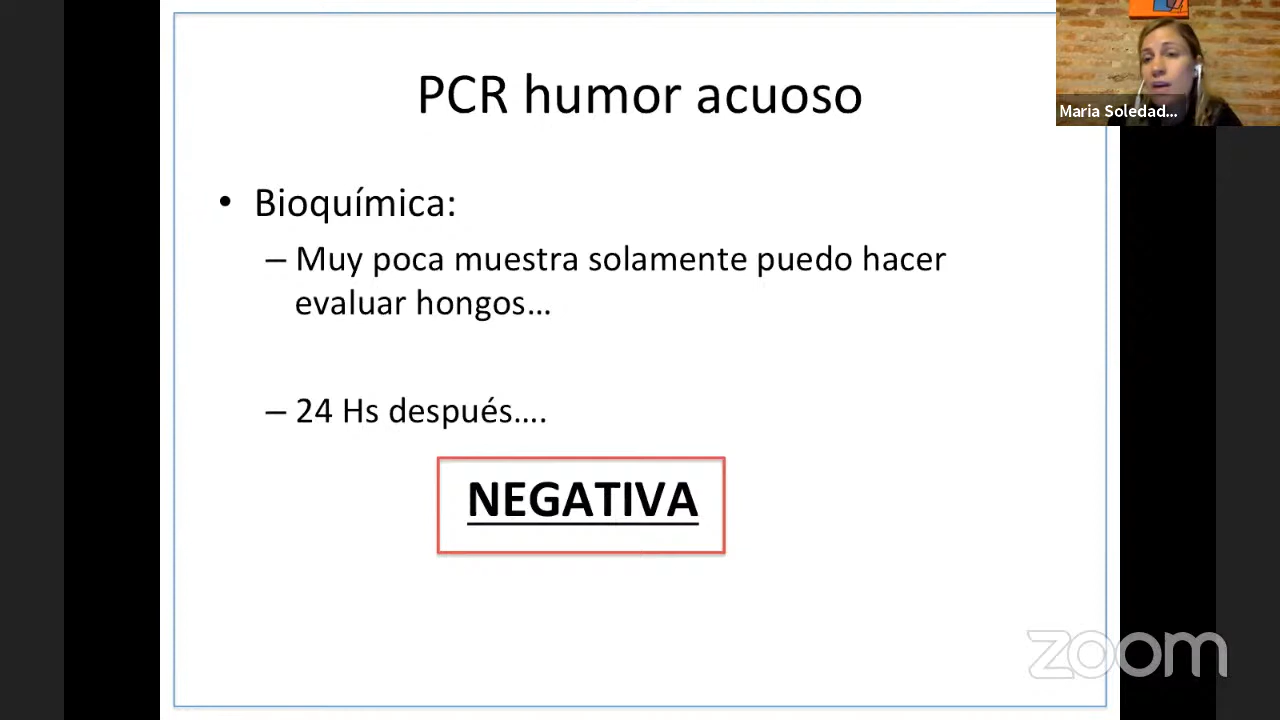 PCR humor acuoso
Maria Soledad...
• Bioquímica:
– Muy poca muestra solamente puedo hacer
evaluar hongos...
– 24 Hs después....
NEGATIVA
zoom